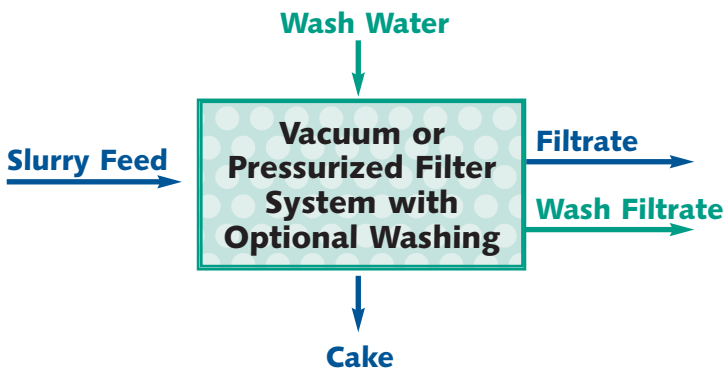 Wash Water
Slurry Feed
Vacuum or
Pressurized Filter
System with
Optional Washing
Filtrate
Wash Filtrate
Cake